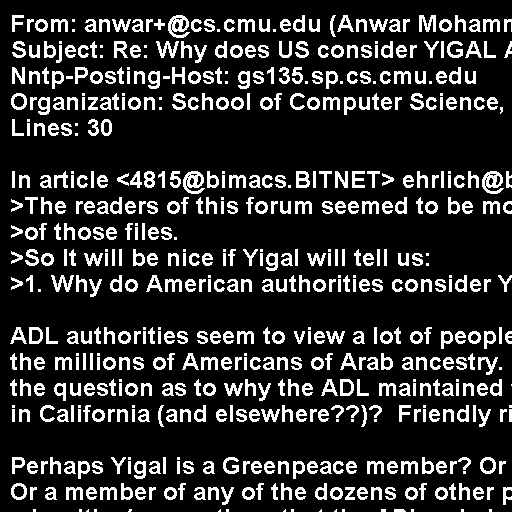 From: anwar+@cs.cmu.edu (Anwar
Subject: Re: Why does US consider YIGAL
Nntp-Posting-Host: gs135.sp.cs.cmu.edu
Organization: School of Computer Science,
Lines: 30
In article <4815@bimacs.BITNET>
>The readers of this forum seemed to be
>of those files.
>So It will be nice if Yigal will tell us:
>1. Why do American authorities consider
ADL authorities seem to view a lot of people
the millions of Americans of Arab ancestry.
the question as to why the ADL maintained
in California (and elsewhere??)?  Friendly
Perhaps Yigal is a Greenpeace member? Or
Or a member of any of the dozens of other